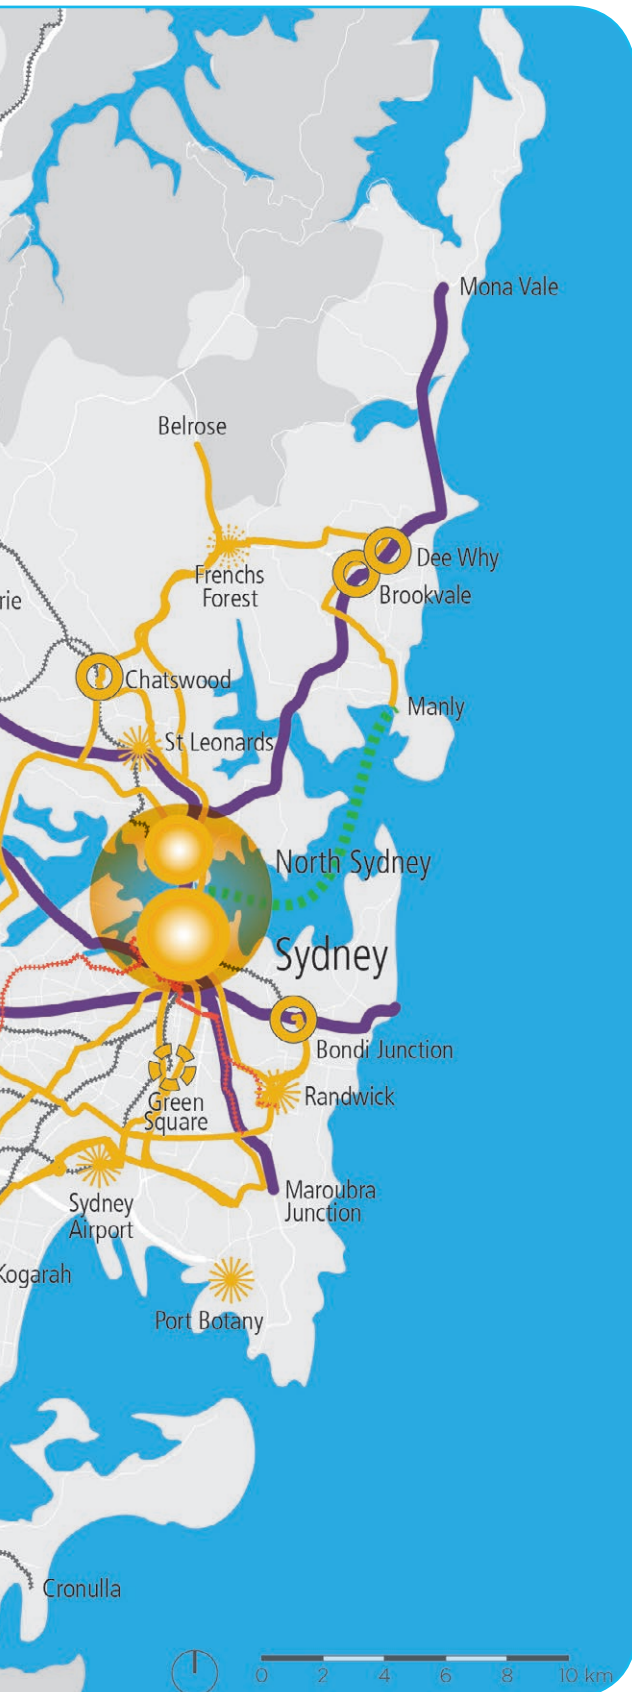 Mona Vale
Belrose
Dee Why
Frenchs
Forest
Brookvale
rie
Chatswood
Manly
St Leonards
North Sydney
Sydney
Bondi Junction
Randwick
Green
Square
Maroubra
Junction
Sydney
Airport
Kogarah
Port Botany
Cronulla
0 2 4 6 8 10 km